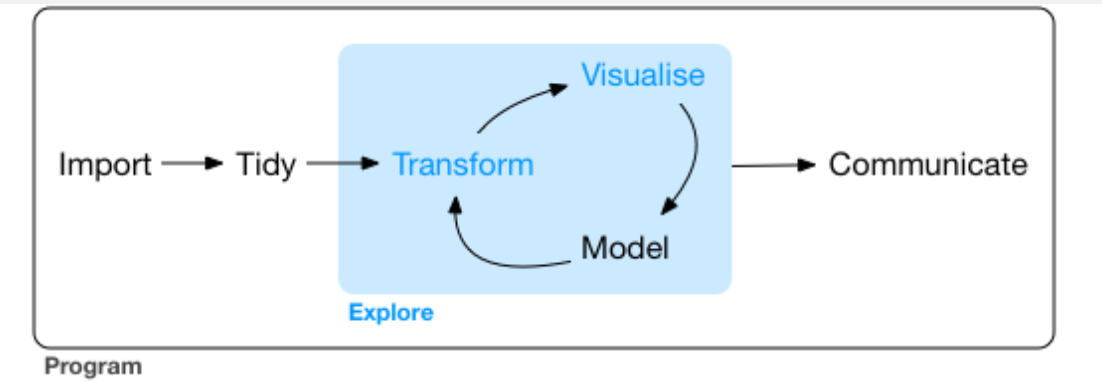 Visualise
Import Tidy Transform Communicate
Model
Explore
Program